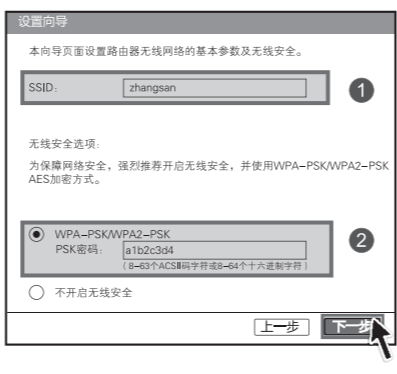 设置向导
本向导页面设置路由器无线网络的基本参数及无线安全。
SSID: zhangsan
1
无线安全选项:
为保障网络安全，强烈推荐开启无线安全，并使用WPA-PSK/WPA2-PSK
AES加密方式。
WPA-PSK/WPA2-PSK
2
PSK密码: a1b2c3d4
(8-63个ACSⅡ码字符或8-64个十六进制字符)
不开启无线安全
上一步 下一步